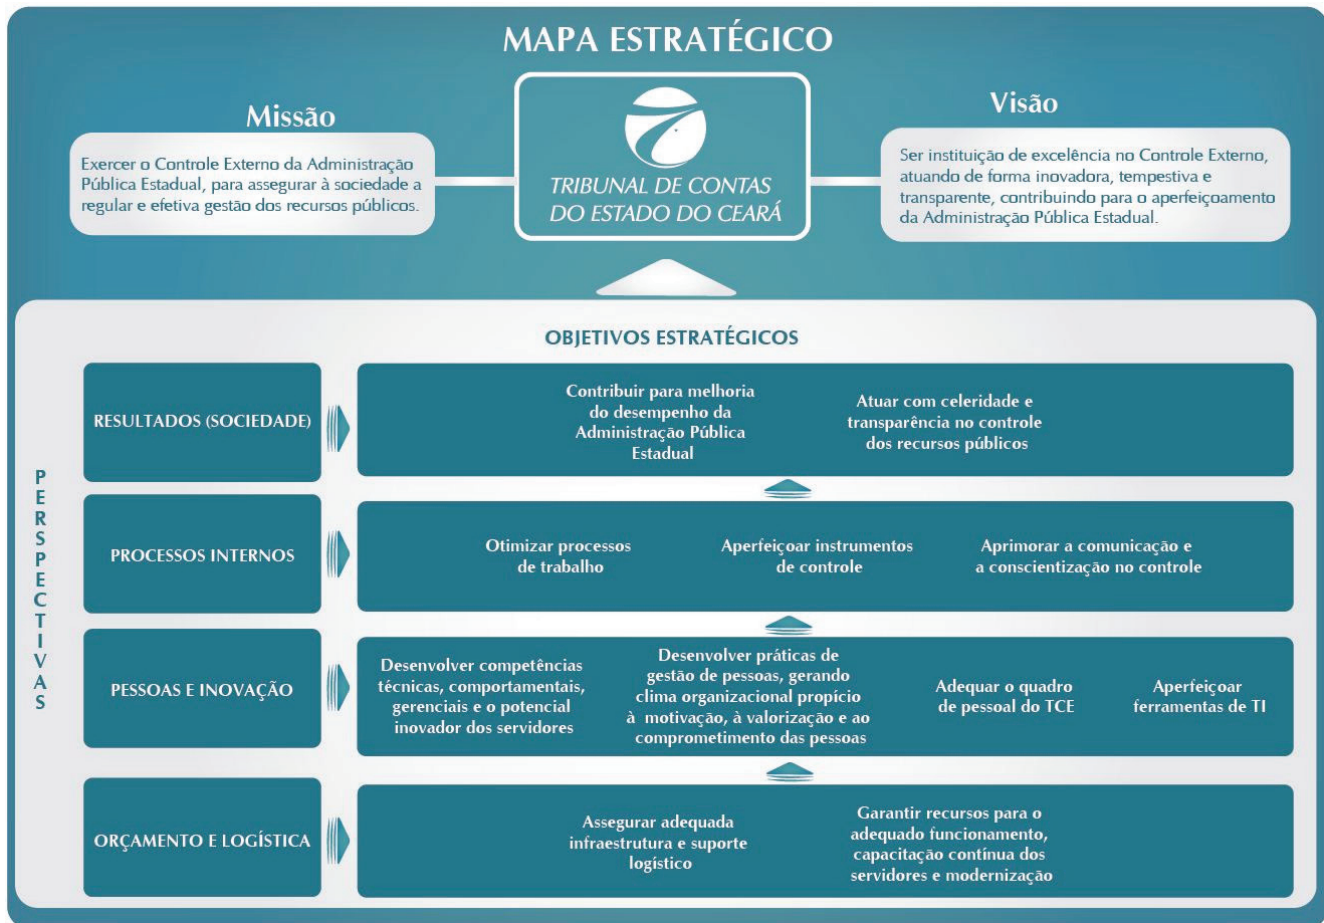 MAPA ESTRATÉGICO
Missão
Exercer o Controle Externo da Administração
Pública Estadual, para assegurar à sociedade a
regular e efetiva gestão dos recursos públicos.
TRIBUNAL DE CONTAS
DO ESTADO DO CEARÁ
Visão
Ser instituição de excelência no Controle Externo,
atuando de forma inovadora, tempestiva e
transparente, contribuindo para o aperfeiçoamento
da Administração Pública Estadual.
OBJETIVOS ESTRATÉGICOS
PERSPECTIVAS
RESULTADOS (SOCIEDADE)
Contribuir para melhoria
do desempenho da
Administração Pública
Estadual
Atuar com celeridade e
transparência no controle
dos recursos públicos
PROCESSOS INTERNOS
Otimizar processos
de trabalho
Aperfeiçoar instrumentos
de controle
Aprimorar a comunicação e
a conscientização no controle
PESSOAS E INOVAÇÃO
Desenvolver competências
técnicas, comportamentais,
gerenciais e o potencial
inovador dos servidores
Desenvolver práticas de
gestão de pessoas, gerando
clima organizacional propício
à motivação, à valorização e ao
comprometimento das pessoas
Adequar o quadro
de pessoal do TCE
Aperfeiçoar
ferramentas de TI
ORÇAMENTO E LOGÍSTICA
Assegurar adequada
infraestrutura e suporte
logístico
Garantir recursos para o
adequado funcionamento,
capacitação contínua dos
servidores e modernização